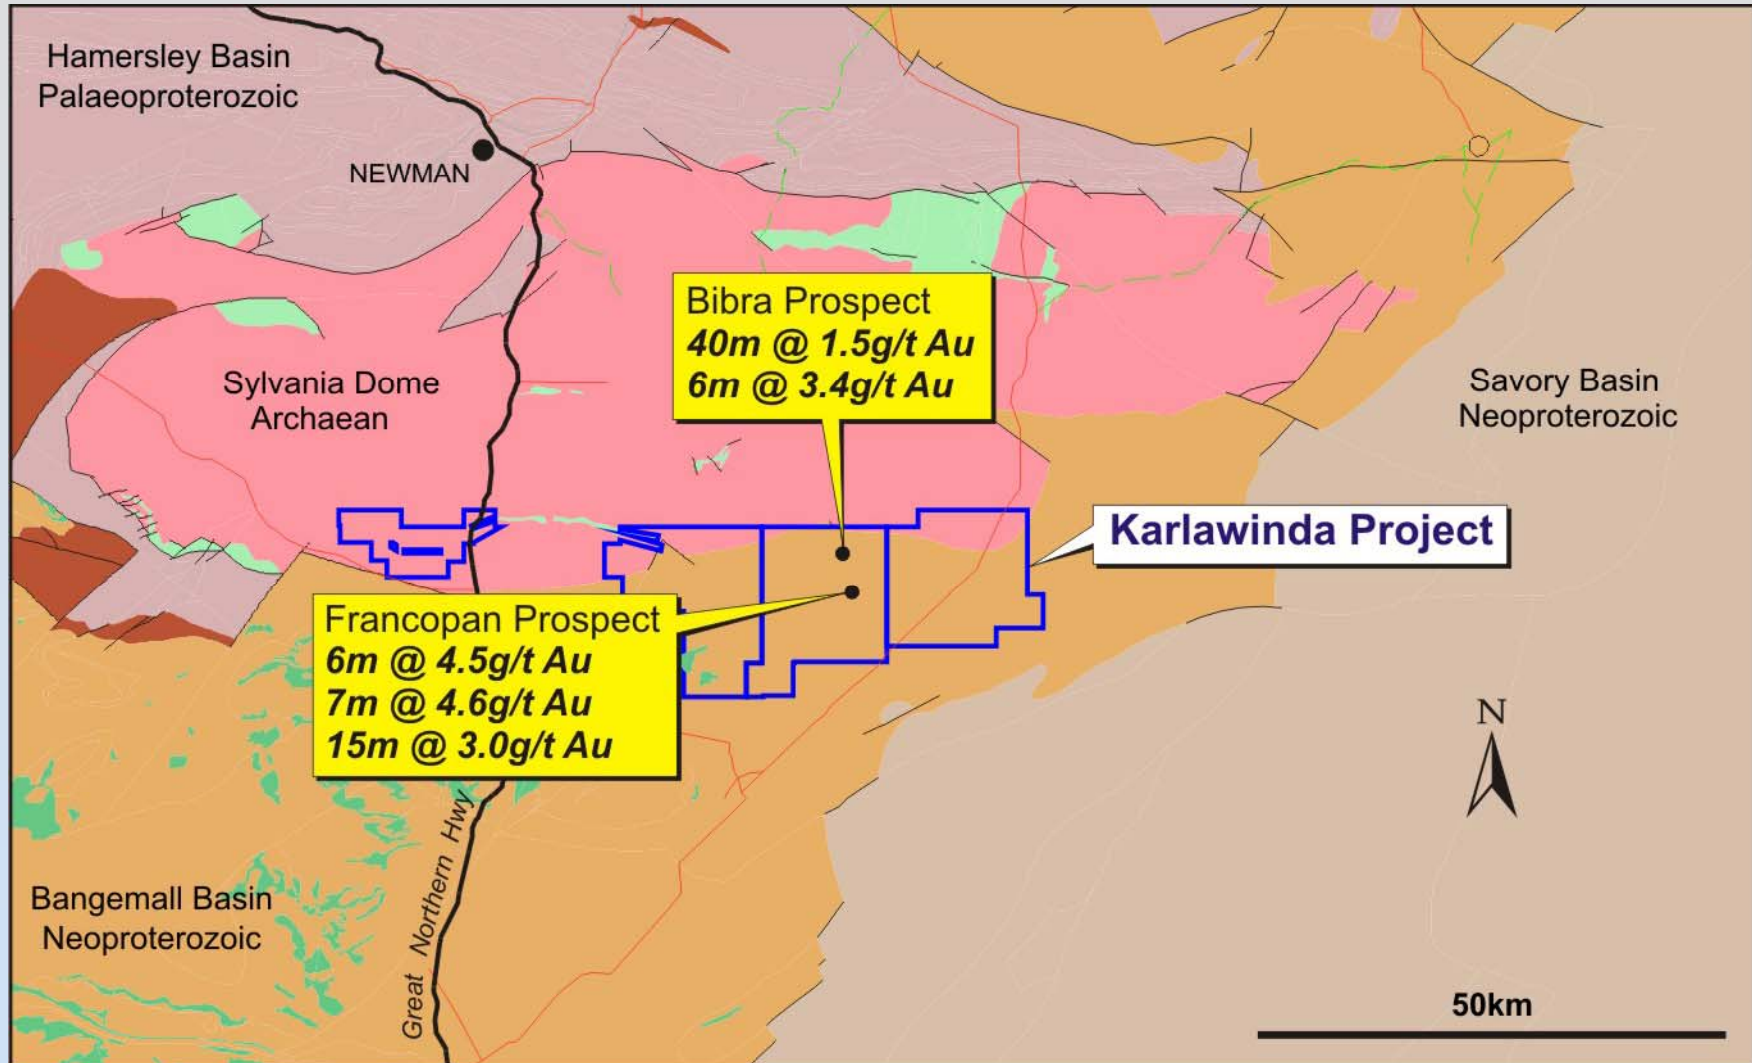 Hamersley Basin
Palaeoproterozoic
NEWMAN
Bibra Prospect
40m @ 1.5g/t Au
6m @ 3.4g/t Au
Sylvania Dome
Archaean
Savory Basin
Neoproterozoic
Karlawinda Project
Francopan Prospect
6m @ 4.5g/t Au
7m @ 4.6g/t Au
15m @ 3.0g/t Au
N
Great Northern Hwy
Bangemall Basin
Neoproterozoic
50km